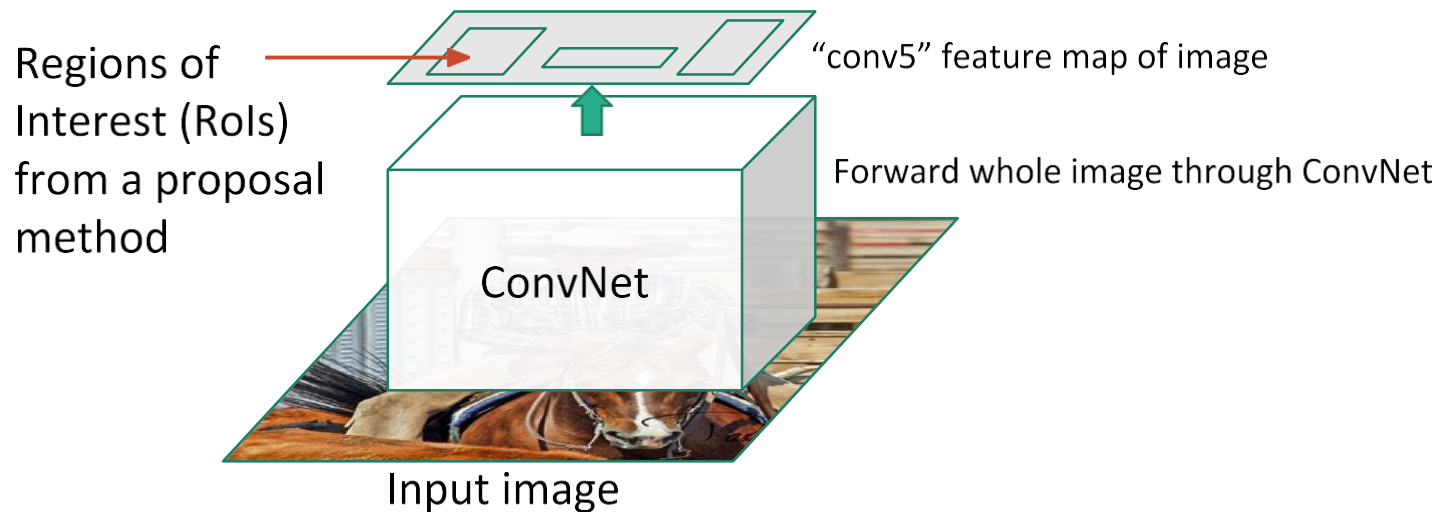 Regions of
Interest (RoIs)
from a proposal
method
“conv5” feature map of image
Forward whole image through ConvNet
ConvNet
Input image